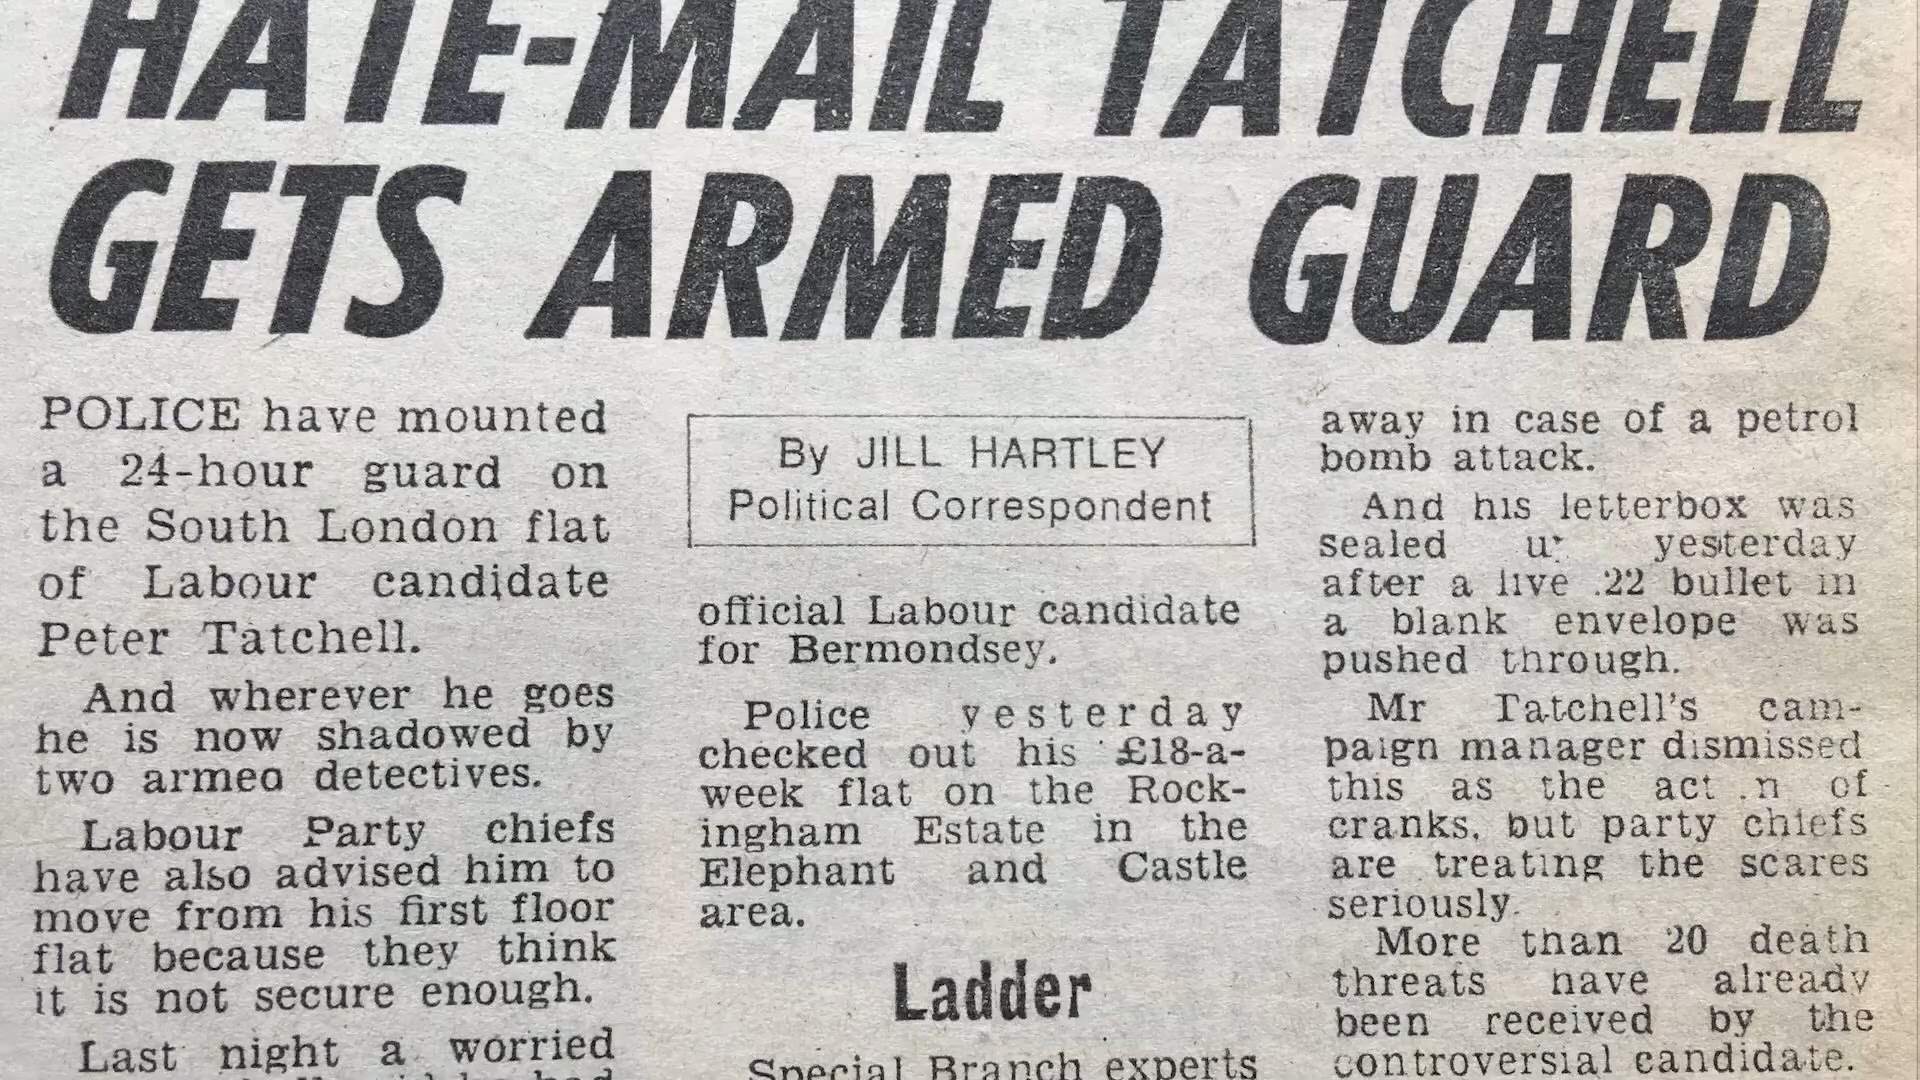 HATE-MAIL TATCHELL
GETS ARMED GUARD
POLICE have mounted
a 24-hour guard on
the South London flat
of Labour candidate
Peter Tatchell.
And wherever he goes
he is now shadowed by
two armed detectives.
Labour Party chiefs
have also advised him to
move from his first floor
flat because they think
it is not secure enough.
Last night a worried
By JILL HARTLEY
Political Correspondent
official Labour candidate
for Bermondsey.
Police yesterday
checked out his £18-a-
week flat on the Rock-
ingham Estate in the
Elephant and Castle
area.
Ladder
Special Branch experts
away in case of a petrol
bomb attack.
And his letterbox was
sealed yesterday
after a live .22 bullet in
a blank envelope was
pushed through.
Mr Tatchell's cam-
paign manager dismissed
this as the of
cranks, but party chiefs
are treating the scares
seriously.
More than 20 death
threats have already
been received by the
controversial candidate.